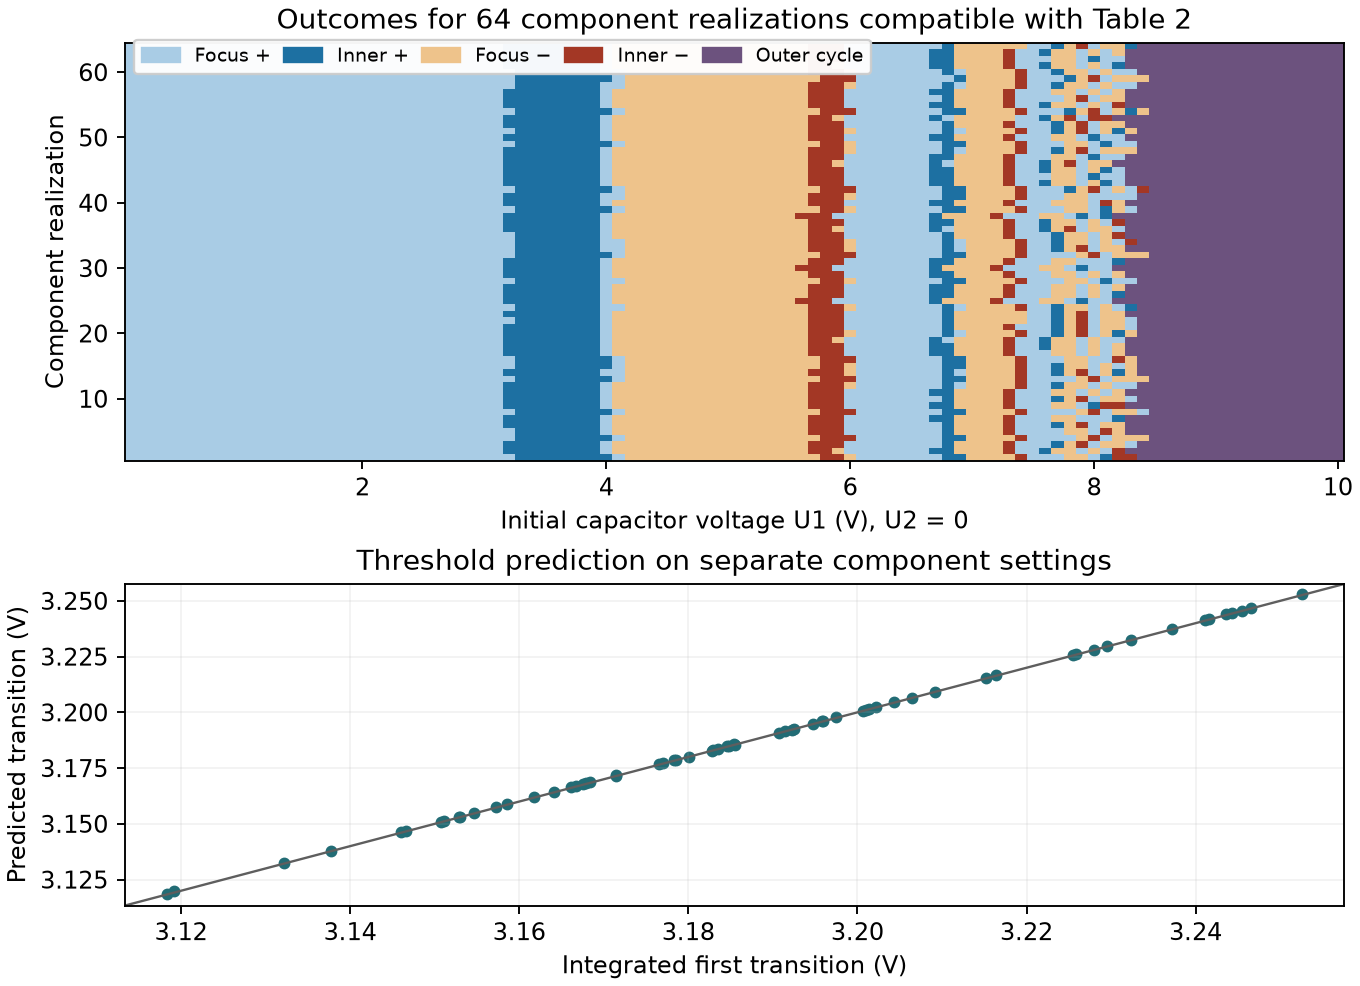 Outcomes for 64 component realizations compatible with Table 2
Focus + Inner + Focus − Inner − Outer cycle
Component realization
60
50
40
30
20
10
2 4 6 8 10
Initial capacitor voltage U1 (V), U2 = 0
Threshold prediction on separate component settings
Predicted transition (V)
3.250
3.225
3.200
3.175
3.150
3.125
3.12 3.14 3.16 3.18 3.20 3.22 3.24
Integrated first transition (V)